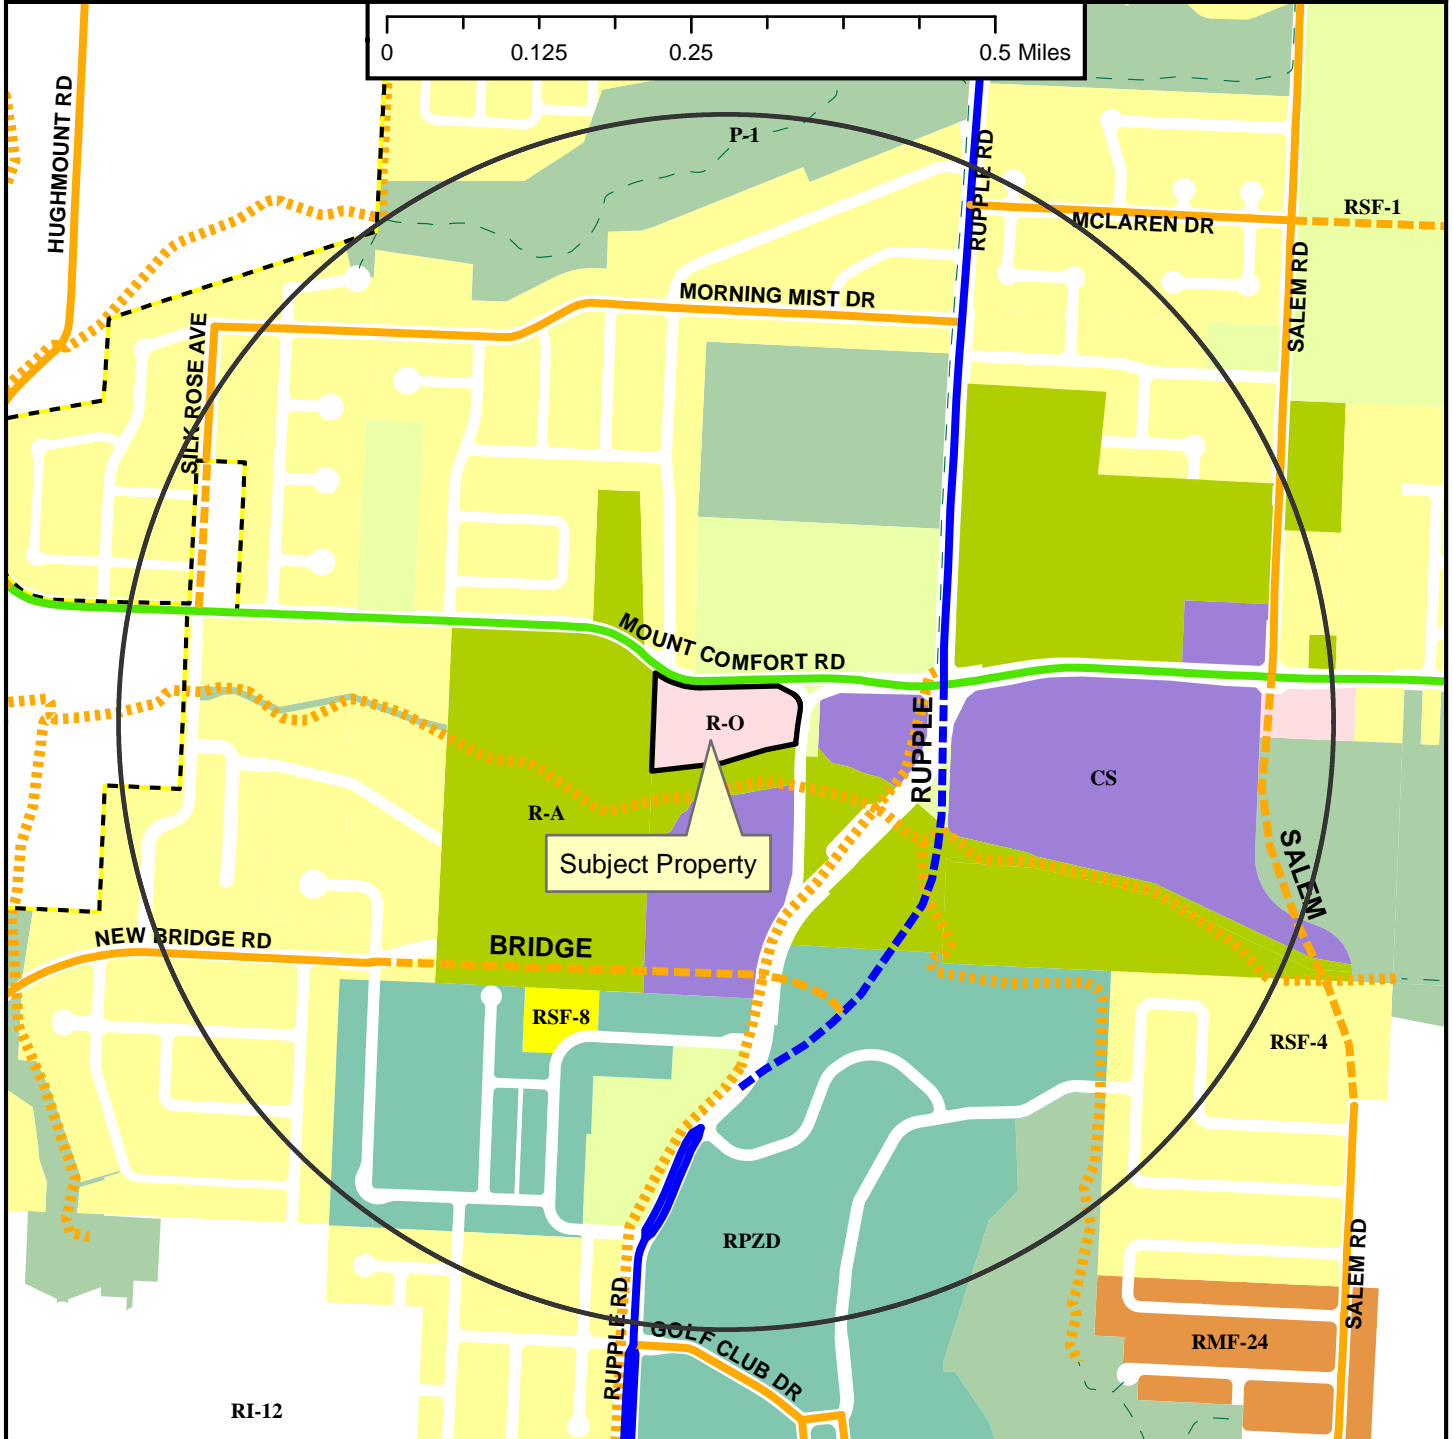 0 0.125 0.25 0.5 Miles
HUGHMOUNT RD
P-1
RUPPLE RD
RSF-1
MCLAREN DR
SALEM RD
MORNING MIST DR
SILK ROSE AVE
MOUNT COMFORT RD
R-O
RUPPLE
CS
R-A
Subject Property
SALEM
NEW BRIDGE RD
BRIDGE
RSF-8
RSF-4
RPZD
SALEM RD
RUPPLE RD
GOLF CLUB DR
RMF-24
RI-12